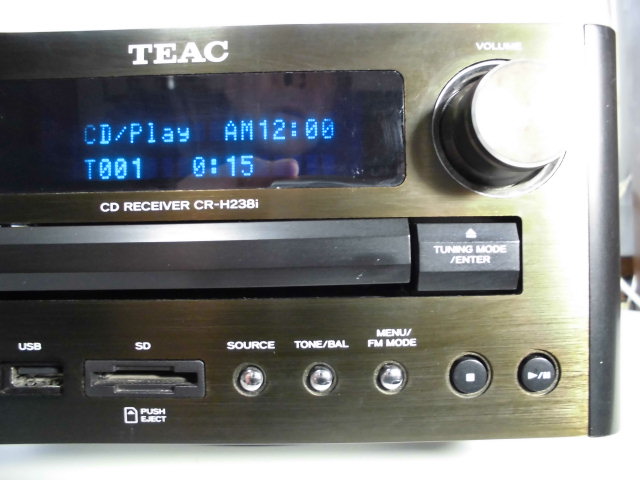 TEAC
VOLUME
CD/Play AM12:00
T001 0:15
CD RECEIVER CR-H238i
TUNING MODE
/ENTER
USB
SD
SOURCE
TONE/BAL
MENU/
FM MODE
PUSH
EJECT